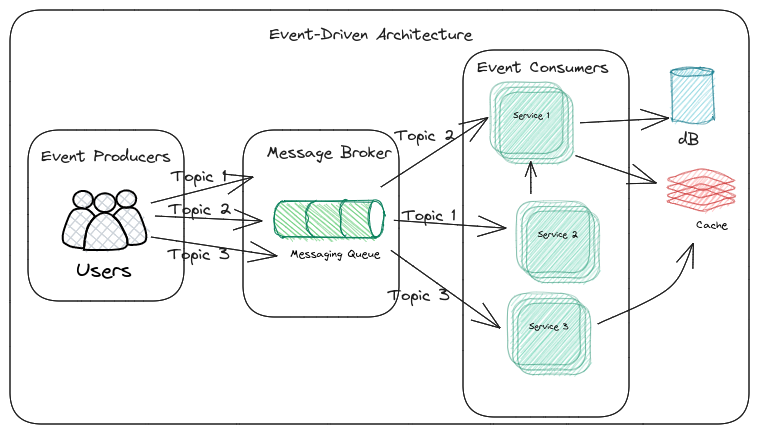 Event-Driven Architecture
Event Producers
Users
Topic 1
Topic 2
Topic 3
Message Broker
Messaging Queue
Topic 2
Topic 1
Topic 3
Event Consumers
Service 1
Service 2
Service 3
dB
Cache